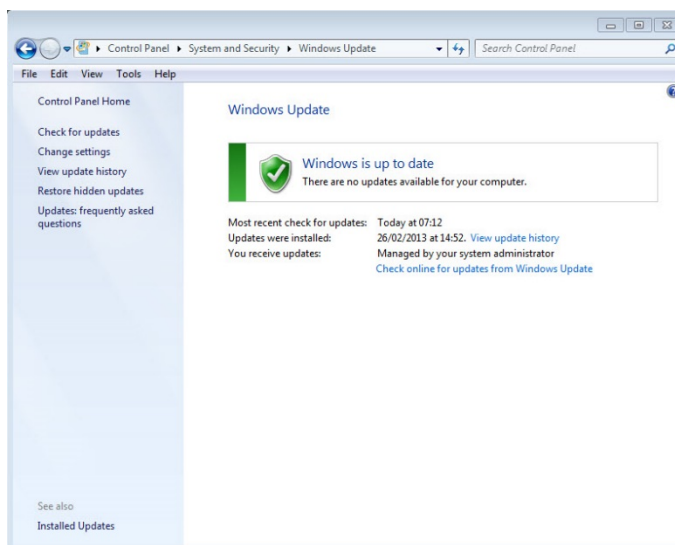 Control Panel ▸ System and Security ▸ Windows Update
Search Control Panel
File Edit View Tools Help
Control Panel Home
Check for updates
Change settings
View update history
Restore hidden updates
Updates: frequently asked
questions
Windows Update
Windows is up to date
There are no updates available for your computer.
Most recent check for updates: Today at 07:12
Updates were installed: 26/02/2013 at 14:52. View update history
You receive updates: Managed by your system administrator
Check online for updates from Windows Update
See also
Installed Updates